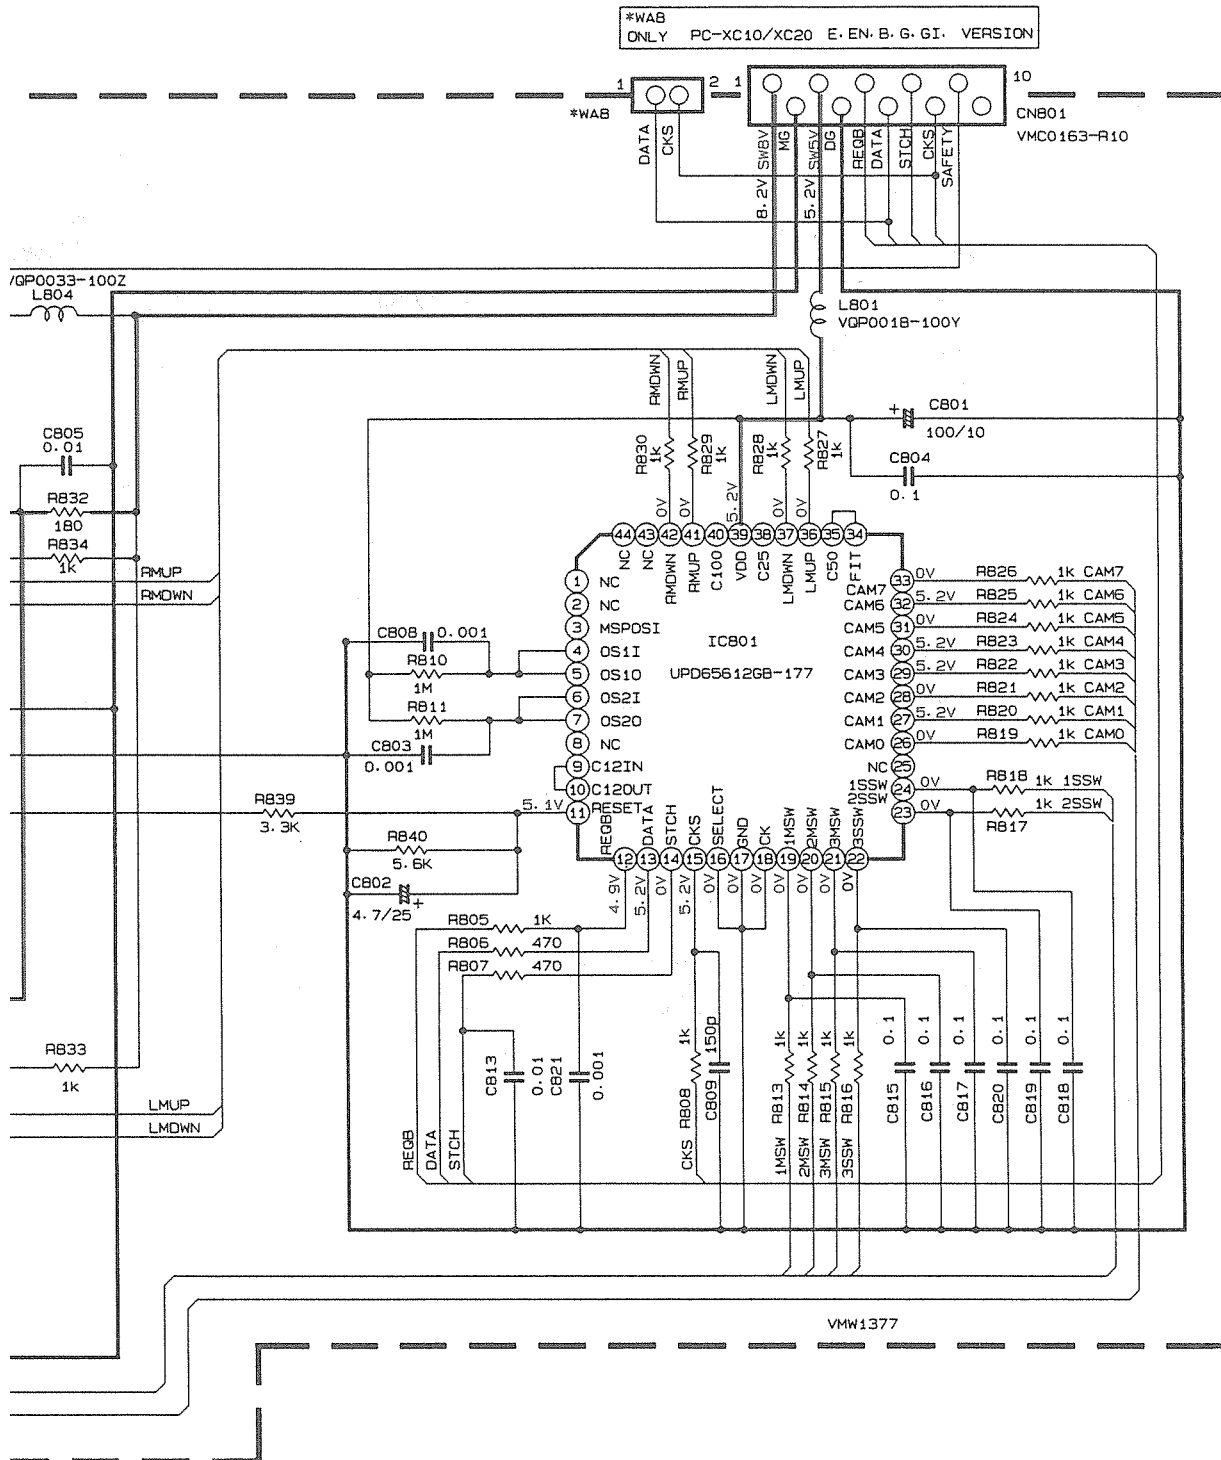 *WA8
ONLY PC-XC10/XC20 E. EN. B. G. GI. VERSION
1 2 1 10
*WA8
CN801
VMC0163-R10
DATA
CKS
8.2V SW8V
MG
5.2V SW5V
DG
REQB
DATA
STCH
CKS
SAFETY
VQP0033-100Z
L804
L801
VQP0018-100Y
RMDWN
RMUP
LMDWN
LMUP
C801
100/10
C804
0.1
C805
0.01
R832
180
R834
1k
RMUP
RMDWN
R830 1k
R829 1k
R828 1k
R827 1k
0V 0V 5.2V 0V 0V
44 43 42 41 40 39 38 37 36 35 34
NC NC RMDWN RMUP C100 VDD C25 LMDWN LMUP C50 FIT
IC801
UPD65612GB-177
1 NC
2 NC
3 MSPOSI
4 OS1I
5 OS1O
6 OS2I
7 OS2O
8 NC
9 C12IN
10 C12OUT
11 RESET
5.1V
C808 0.001
R810
1M
R811
1M
C803
0.001
R839
3.3K
R840
5.6K
C802
4.7/25
CAM7 33 0V R826 1k CAM7
CAM6 32 5.2V R825 1k CAM6
CAM5 31 0V R824 1k CAM5
CAM4 30 5.2V R823 1k CAM4
CAM3 29 5.2V R822 1k CAM3
CAM2 28 0V R821 1k CAM2
CAM1 27 5.2V R820 1k CAM1
CAM0 26 0V R819 1k CAM0
NC 25
1SSW 24 0V R818 1k 1SSW
2SSW 23 0V R817 1k 2SSW
REQB DATA STCH CKS SELECT GND CK 1MSW 2MSW 3MSW 3SSW
12 13 14 15 16 17 18 19 20 21 22
4.9V 5.2V 0V 5.2V 0V 0V 0V 0V 0V 0V 0V
R805 1K
R806 470
R807 470
R833
1k
LMUP
LMDWN
REQB
DATA
STCH
C813 0.01
C821 0.001
CKS R808 1k
C809 150p
1MSW R813 1k
2MSW R814 1k
3MSW R815 1k
3SSW R816 1k
C815 0.1
C816 0.1
C817 0.1
C820 0.1
C819 0.1
C818 0.1
VMW1377